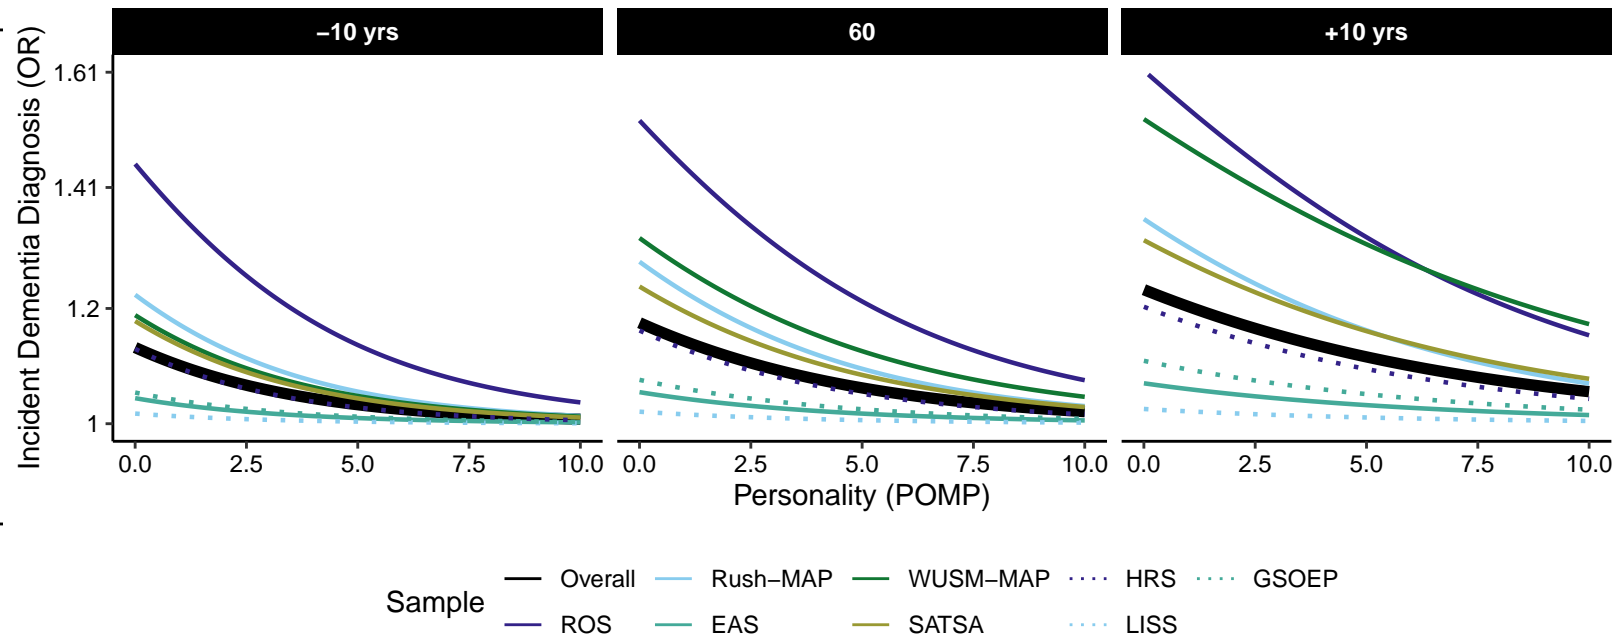 −10 yrs 60 +10 yrs
Incident Dementia Diagnosis (OR)
1.61
1.41
1.2
1
0.0 2.5 5.0 7.5 10.0 0.0 2.5 5.0 7.5 10.0 0.0 2.5 5.0 7.5 10.0
Personality (POMP)
Sample
Overall Rush−MAP WUSM−MAP HRS GSOEP
ROS EAS SATSA LISS